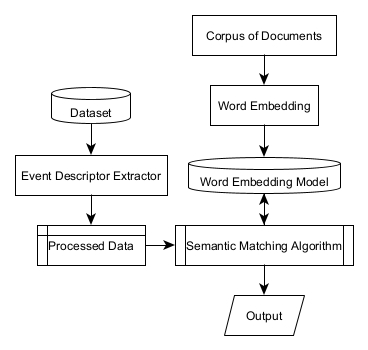 Corpus of Documents
Dataset
Word Embedding
Event Descriptor Extractor
Word Embedding Model
Processed Data
Semantic Matching Algorithm
Output